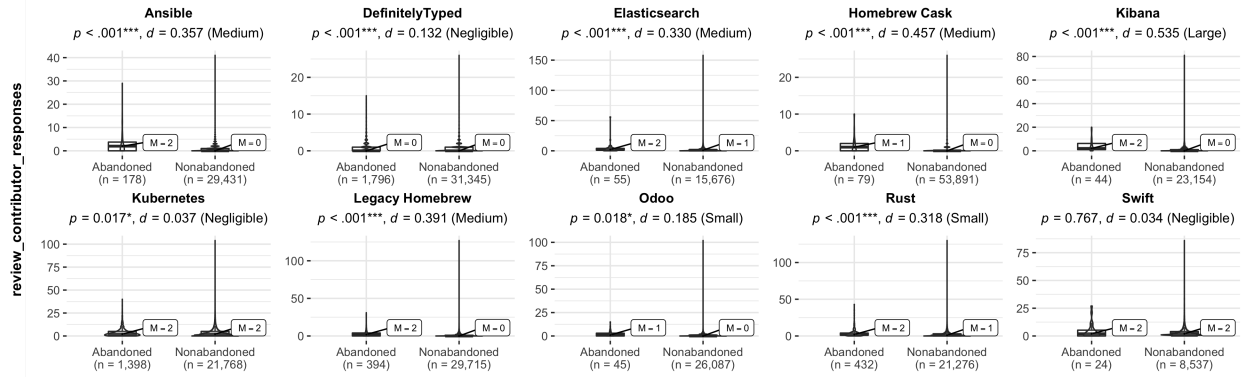 review_contributor_responses
Ansible
p < .001***, d = 0.357 (Medium)
40
30
20
10
0
M = 2
M = 0
Abandoned
(n = 178)
Nonabandoned
(n = 29,431)
DefinitelyTyped
p < .001***, d = 0.132 (Negligible)
20
10
0
M = 0
M = 0
Abandoned
(n = 1,796)
Nonabandoned
(n = 31,345)
Elasticsearch
p < .001***, d = 0.330 (Medium)
150
100
50
0
M = 2
M = 1
Abandoned
(n = 55)
Nonabandoned
(n = 15,676)
Homebrew Cask
p < .001***, d = 0.457 (Medium)
20
10
0
M = 1
M = 0
Abandoned
(n = 79)
Nonabandoned
(n = 53,891)
Kibana
p < .001***, d = 0.535 (Large)
80
60
40
20
0
M = 2
M = 0
Abandoned
(n = 44)
Nonabandoned
(n = 23,154)
Kubernetes
p = 0.017*, d = 0.037 (Negligible)
100
75
50
25
0
M = 2
M = 2
Abandoned
(n = 1,398)
Nonabandoned
(n = 21,768)
Legacy Homebrew
p < .001***, d = 0.391 (Medium)
100
50
0
M = 2
M = 0
Abandoned
(n = 394)
Nonabandoned
(n = 29,715)
Odoo
p = 0.018*, d = 0.185 (Small)
100
75
50
25
0
M = 1
M = 0
Abandoned
(n = 45)
Nonabandoned
(n = 26,087)
Rust
p < .001***, d = 0.318 (Small)
100
50
0
M = 2
M = 1
Abandoned
(n = 432)
Nonabandoned
(n = 21,276)
Swift
p = 0.767, d = 0.034 (Negligible)
75
50
25
0
M = 2
M = 2
Abandoned
(n = 24)
Nonabandoned
(n = 8,537)